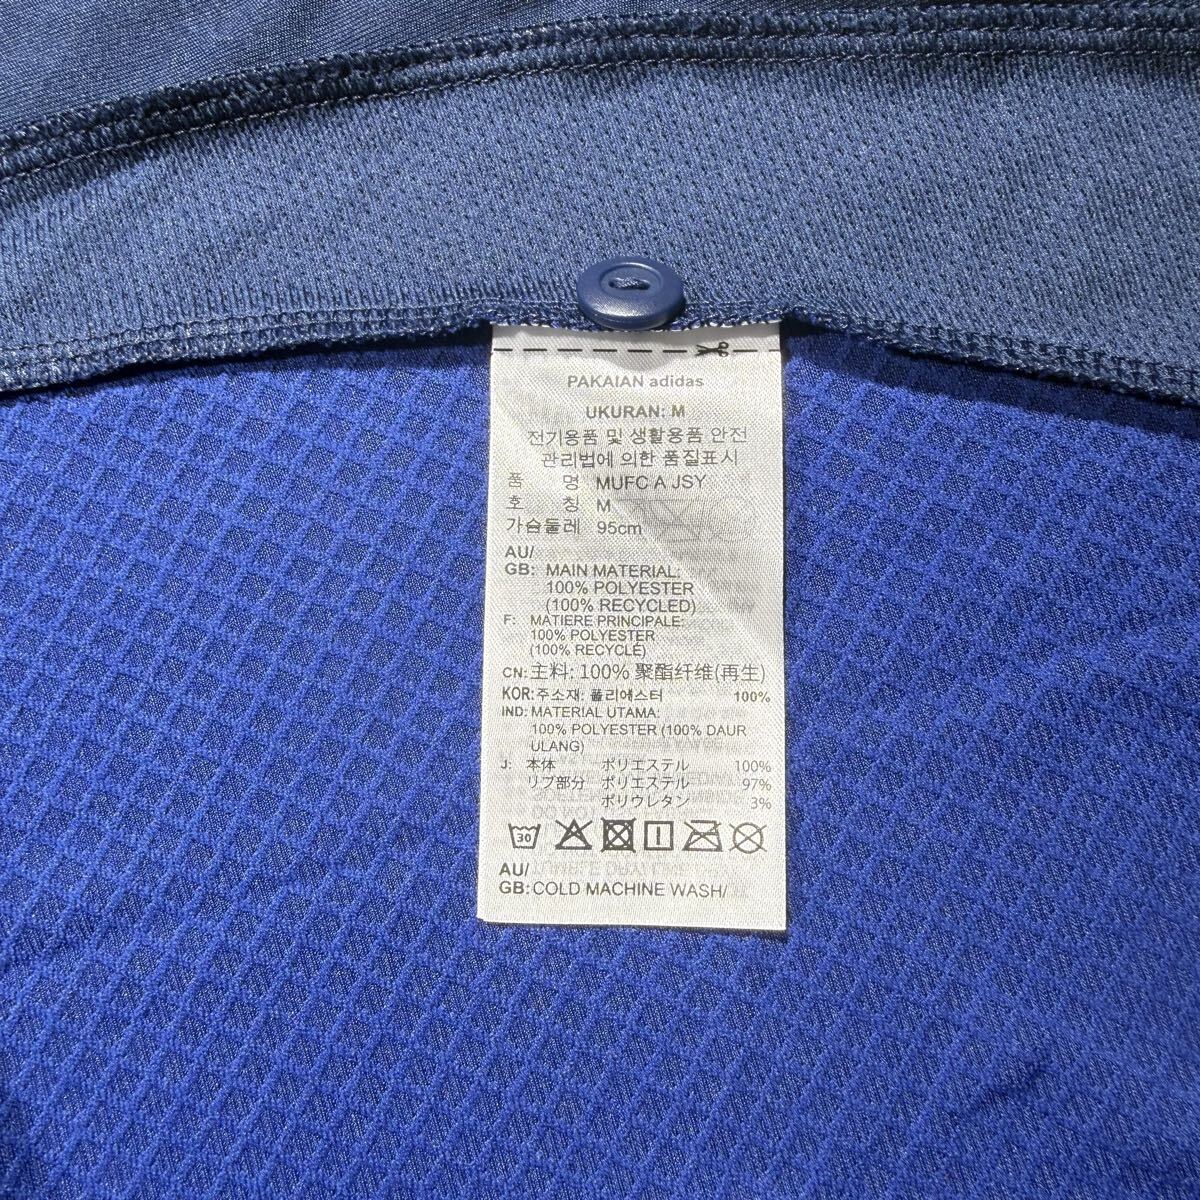 PAKAIAN adidas
UKURAN: M
전기용품 및 생활용품 안전
관리법에 의한 품질표시
품 명 MUFC A JSY
호 칭 M
가슴둘레 95cm
AU/
GB: MAIN MATERIAL:
100% POLYESTER
(100% RECYCLED)
F: MATIERE PRINCIPALE:
100% POLYESTER
(100% RECYCLÉ)
CN: 主料: 100% 聚酯纤维(再生)
KOR: 주소재: 폴리에스터 100%
IND: MATERIAL UTAMA:
100% POLYESTER (100% DAUR
ULANG)
J: 本体 ポリエステル 100%
リブ部分 ポリエステル 97%
ポリウレタン 3%
30
AU/
GB: COLD MACHINE WASH/